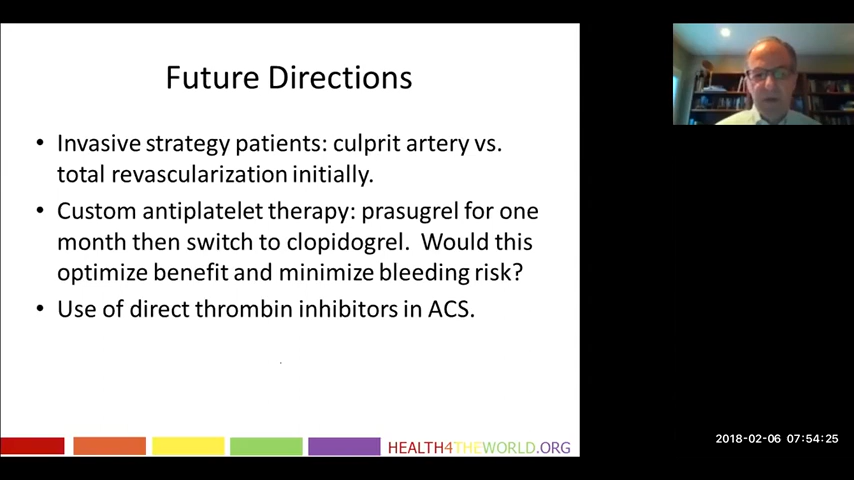 Future Directions
• Invasive strategy patients: culprit artery vs.
total revascularization initially.
• Custom antiplatelet therapy: prasugrel for one
month then switch to clopidogrel.  Would this
optimize benefit and minimize bleeding risk?
• Use of direct thrombin inhibitors in ACS.
HEALTH4THEWORLD.ORG
2018-02-06 07:54:25